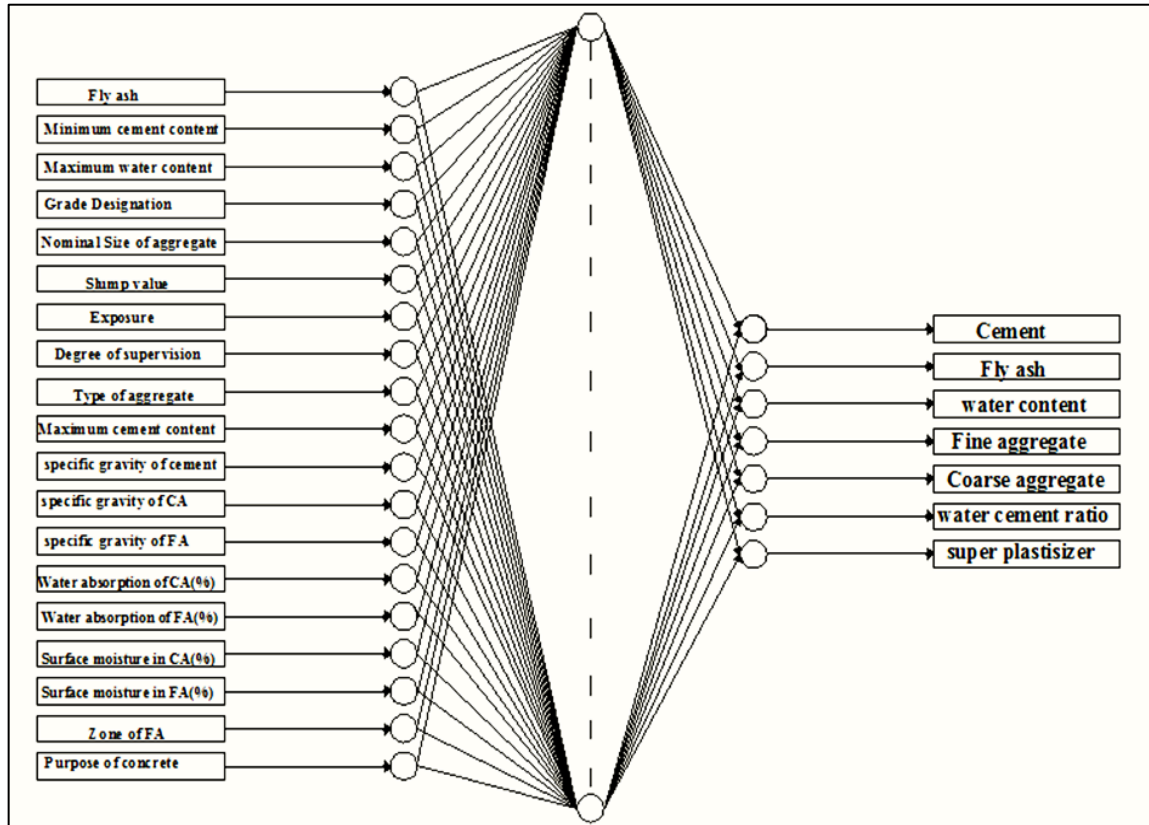 Fly ash
Minimum cement content
Maximum water content
Grade Designation
Nominal Size of aggregate
Slump value
Exposure
Degree of supervision
Type of aggregate
Maximum cement content
specific gravity of cement
specific gravity of CA
specific gravity of FA
Water absorption of CA(%)
Water absorption of FA(%)
Surface moisture in CA(%)
Surface moisture in FA(%)
Zone of FA
Purpose of concrete
Cement
Fly ash
water content
Fine aggregate
Coarse aggregate
water cement ratio
super plastisizer